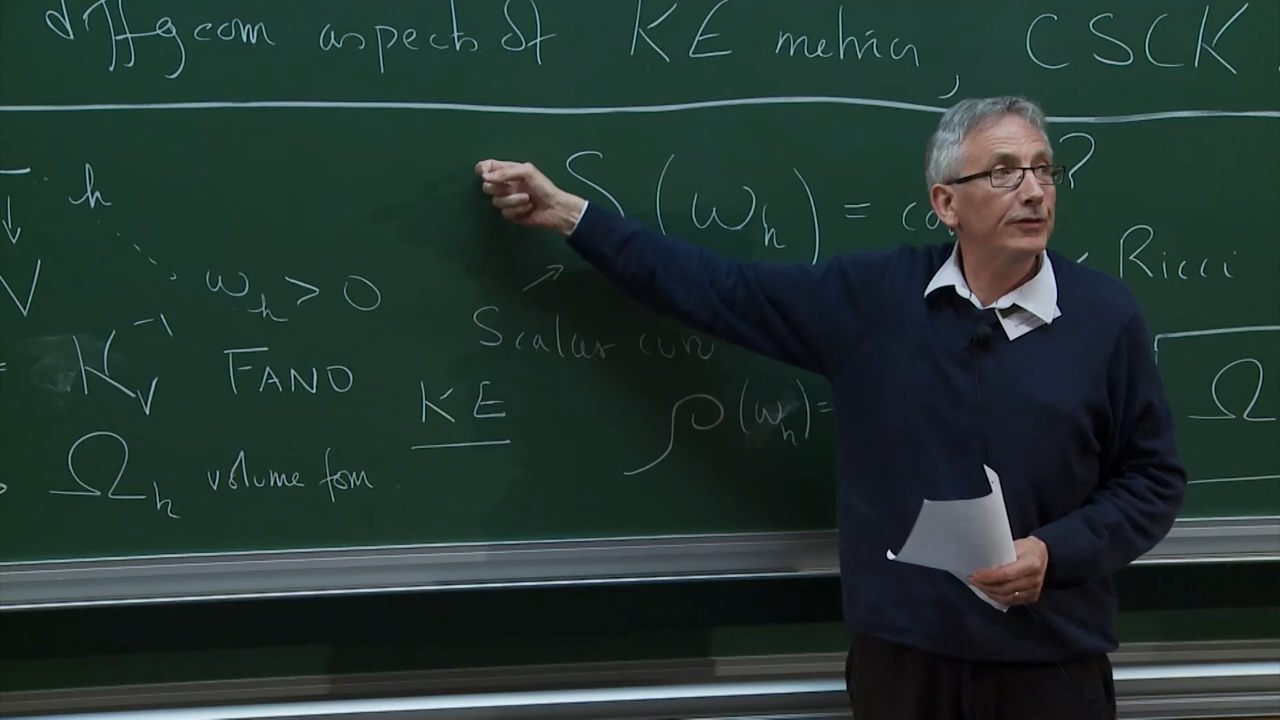 diffgeom aspects of KE metrics, CSCK
h
S(ω_h) = co ?
V
ω_h > 0
Ricci
Scalar curv
= K_V^{-1} FANO
KE
ρ(ω_h) =
Ω
Ω_h volume form